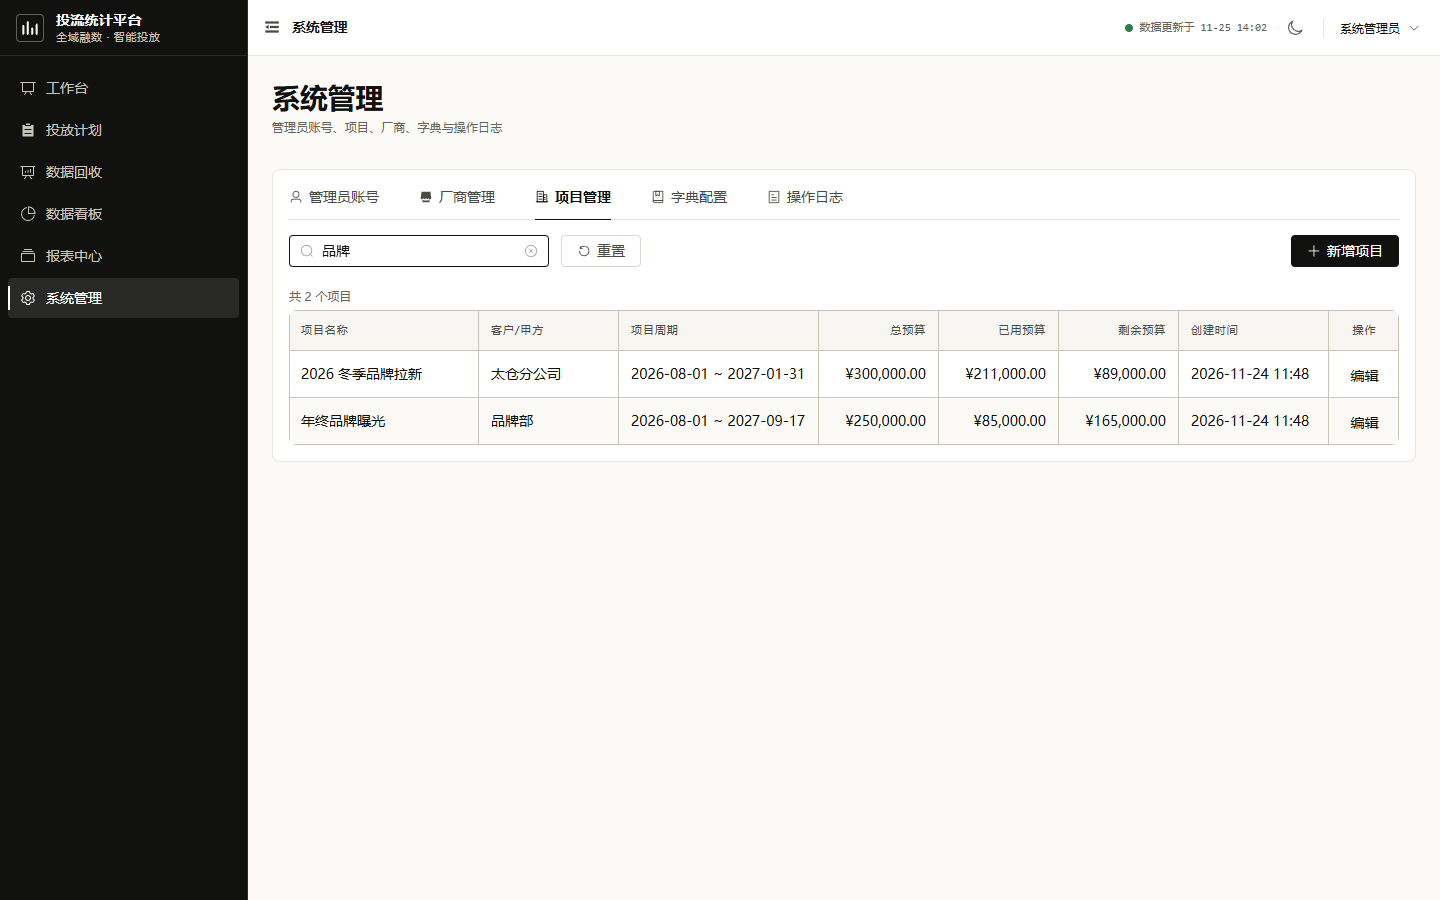 投流统计平台
全域融数 · 智能投放
工作台
投放计划
数据回收
数据看板
报表中心
系统管理
系统管理
数据更新于 11-25 14:02
系统管理员
系统管理
管理员账号、项目、厂商、字典与操作日志
管理员账号 厂商管理 项目管理 字典配置 操作日志
品牌 重置 新增项目
共 2 个项目
项目名称 客户/甲方 项目周期 总预算 已用预算 剩余预算 创建时间 操作
2026 冬季品牌拉新 太仓分公司 2026-08-01 ~ 2027-01-31 ¥300,000.00 ¥211,000.00 ¥89,000.00 2026-11-24 11:48 编辑
年终品牌曝光 品牌部 2026-08-01 ~ 2027-09-17 ¥250,000.00 ¥85,000.00 ¥165,000.00 2026-11-24 11:48 编辑